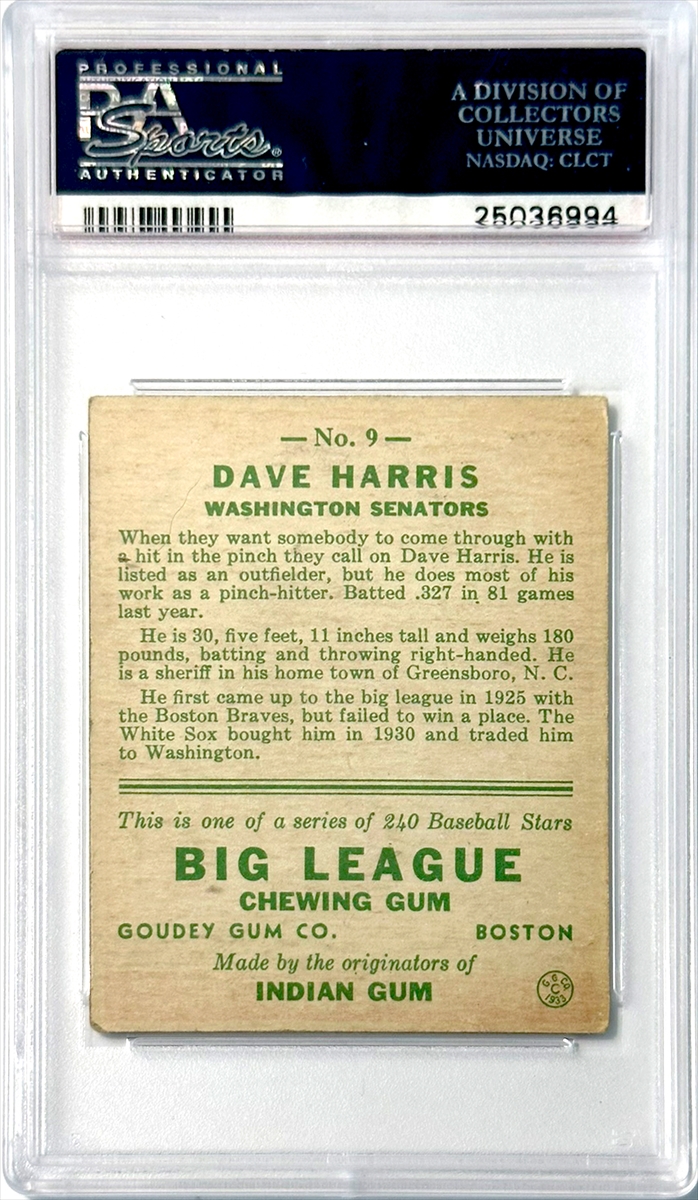 PROFESSIONAL
PSA
Sports®
AUTHENTICATOR
A DIVISION OF
COLLECTORS
UNIVERSE
NASDAQ: CLCT
25036994
— No. 9 —
DAVE HARRIS
WASHINGTON SENATORS
When they want somebody to come through with
a hit in the pinch they call on Dave Harris. He is
listed as an outfielder, but he does most of his
work as a pinch-hitter. Batted .327 in 81 games
last year.
He is 30, five feet, 11 inches tall and weighs 180
pounds, batting and throwing right-handed. He
is a sheriff in his home town of Greensboro, N. C.
He first came up to the big league in 1925 with
the Boston Braves, but failed to win a place. The
White Sox bought him in 1930 and traded him
to Washington.
This is one of a series of 240 Baseball Stars
BIG LEAGUE
CHEWING GUM
GOUDEY GUM CO. BOSTON
Made by the originators of
INDIAN GUM
G G CO
C
1933